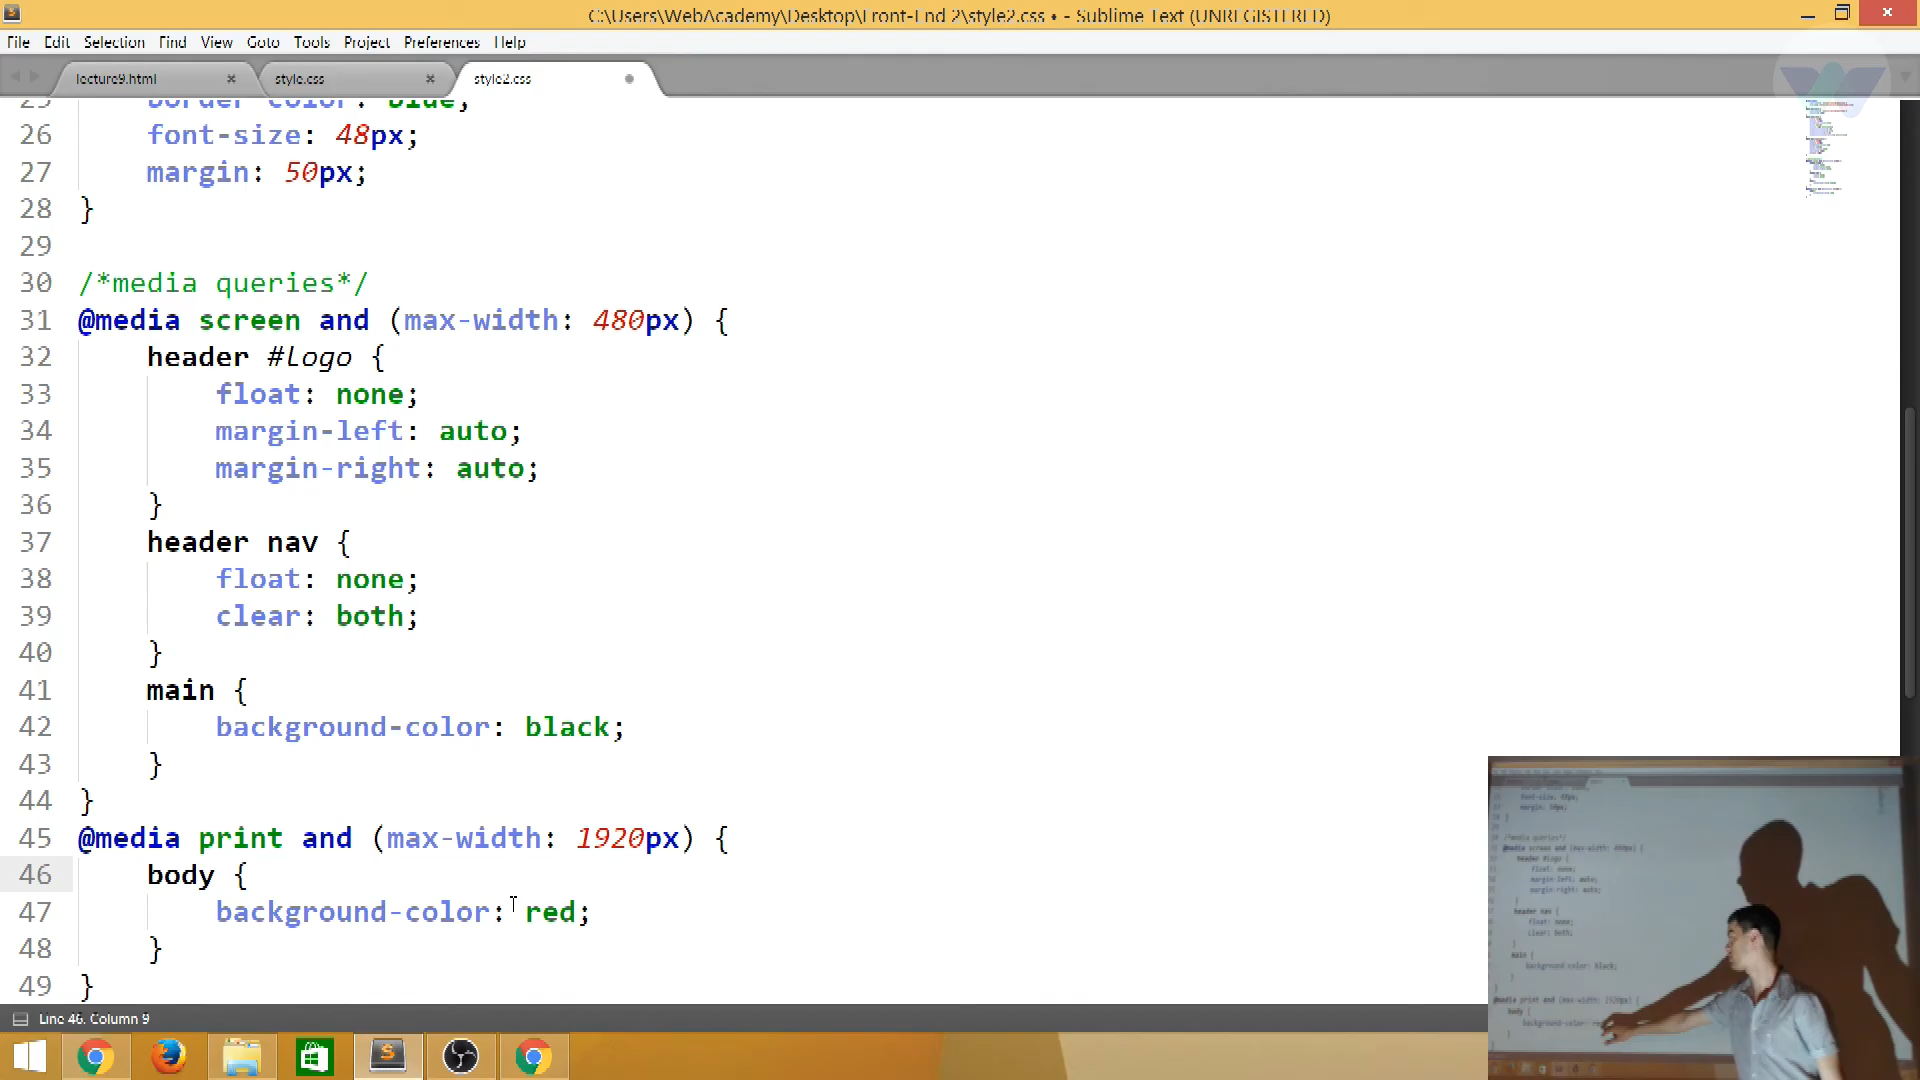 C:\Users\WebAcademy\Desktop\Front-End 2\style2.css • - Sublime Text (UNREGISTERED)
File Edit Selection Find View Goto Tools Project Preferences Help
lecture9.html style.css style2.css
25 border-color: blue;
26 font-size: 48px;
27 margin: 50px;
28 }
29
30 /*media queries*/
31 @media screen and (max-width: 480px) {
32 header #logo {
33 float: none;
34 margin-left: auto;
35 margin-right: auto;
36 }
37 header nav {
38 float: none;
39 clear: both;
40 }
41 main {
42 background-color: black;
43 }
44 }
45 @media print and (max-width: 1920px) {
46 body {
47 background-color: red;
48 }
49 }
Line 46, Column 9